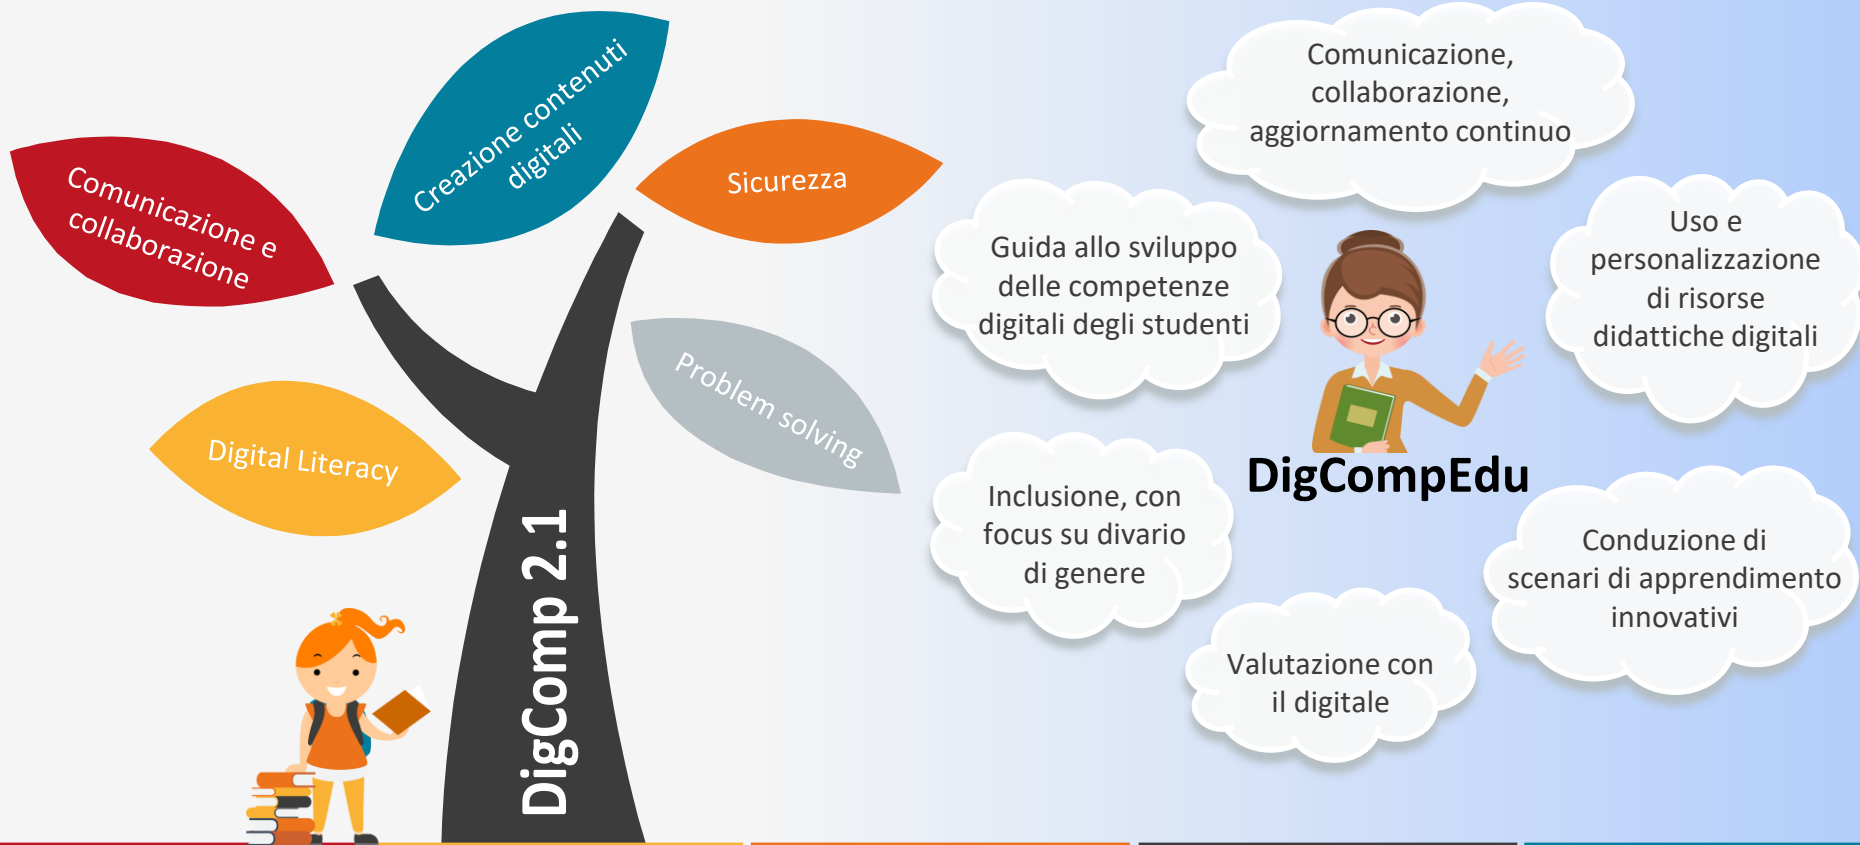 Comunicazione e
collaborazione
Creazione contenuti
digitali
Sicurezza
Problem solving
Digital Literacy
DigComp 2.1
Comunicazione,
collaborazione,
aggiornamento continuo
Guida allo sviluppo
delle competenze
digitali degli studenti
Uso e
personalizzazione
di risorse
didattiche digitali
DigCompEdu
Inclusione, con
focus su divario
di genere
Conduzione di
scenari di apprendimento
innovativi
Valutazione con
il digitale